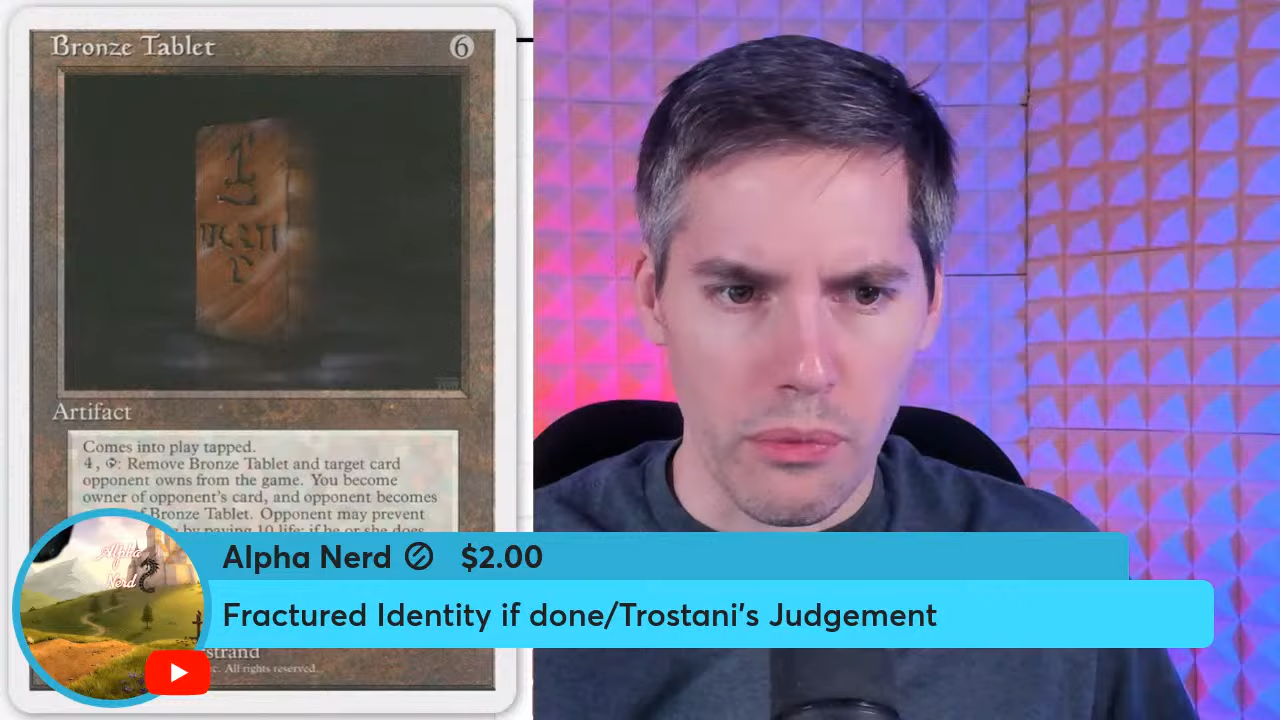 Bronze Tablet 6
Artifact
Comes into play tapped.
4, : Remove Bronze Tablet and target card
opponent owns from the game. You become
owner of opponent's card, and opponent becomes
of Bronze Tablet. Opponent may prevent
by paying 10 life; if he or she does
Alpha Nerd $2.00
Fractured Identity if done/Trostani's Judgement
Alpha
Nerd
strand
c. All rights reserved.